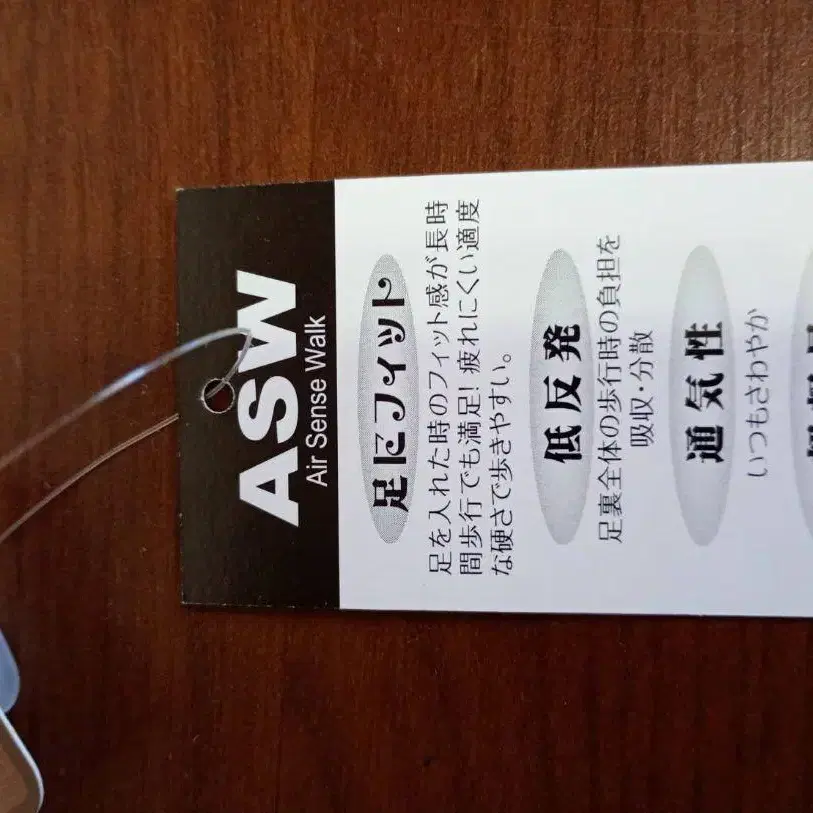 ASW
Air Sense Walk
足にフィット
足を入れた時のフィット感が長時
間歩行でも満足!疲れにくい適度
な硬さで歩きやすい。
低反発
足裏全体の歩行時の負担を
吸収・分散
通気性
いつもさわやか